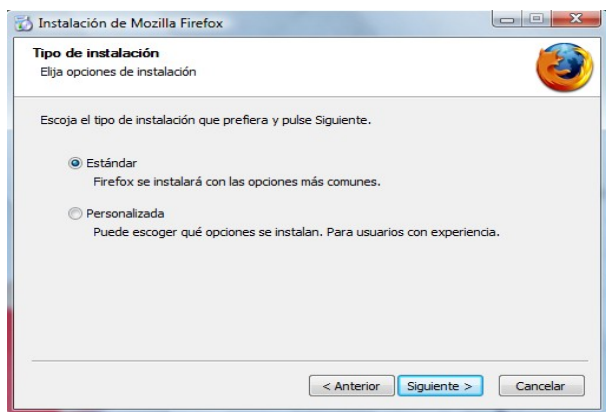 Instalación de Mozilla Firefox
Tipo de instalación
Elija opciones de instalación
Escoja el tipo de instalación que prefiera y pulse Siguiente.
Estándar
Firefox se instalará con las opciones más comunes.
Personalizada
Puede escoger qué opciones se instalan. Para usuarios con experiencia.
< Anterior Siguiente > Cancelar